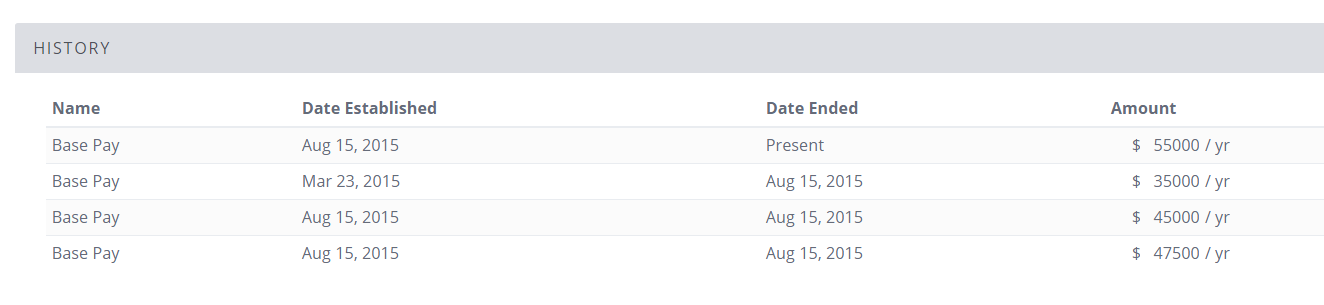 HISTORY
Name Date Established Date Ended Amount
Base Pay Aug 15, 2015 Present $ 55000 / yr
Base Pay Mar 23, 2015 Aug 15, 2015 $ 35000 / yr
Base Pay Aug 15, 2015 Aug 15, 2015 $ 45000 / yr
Base Pay Aug 15, 2015 Aug 15, 2015 $ 47500 / yr